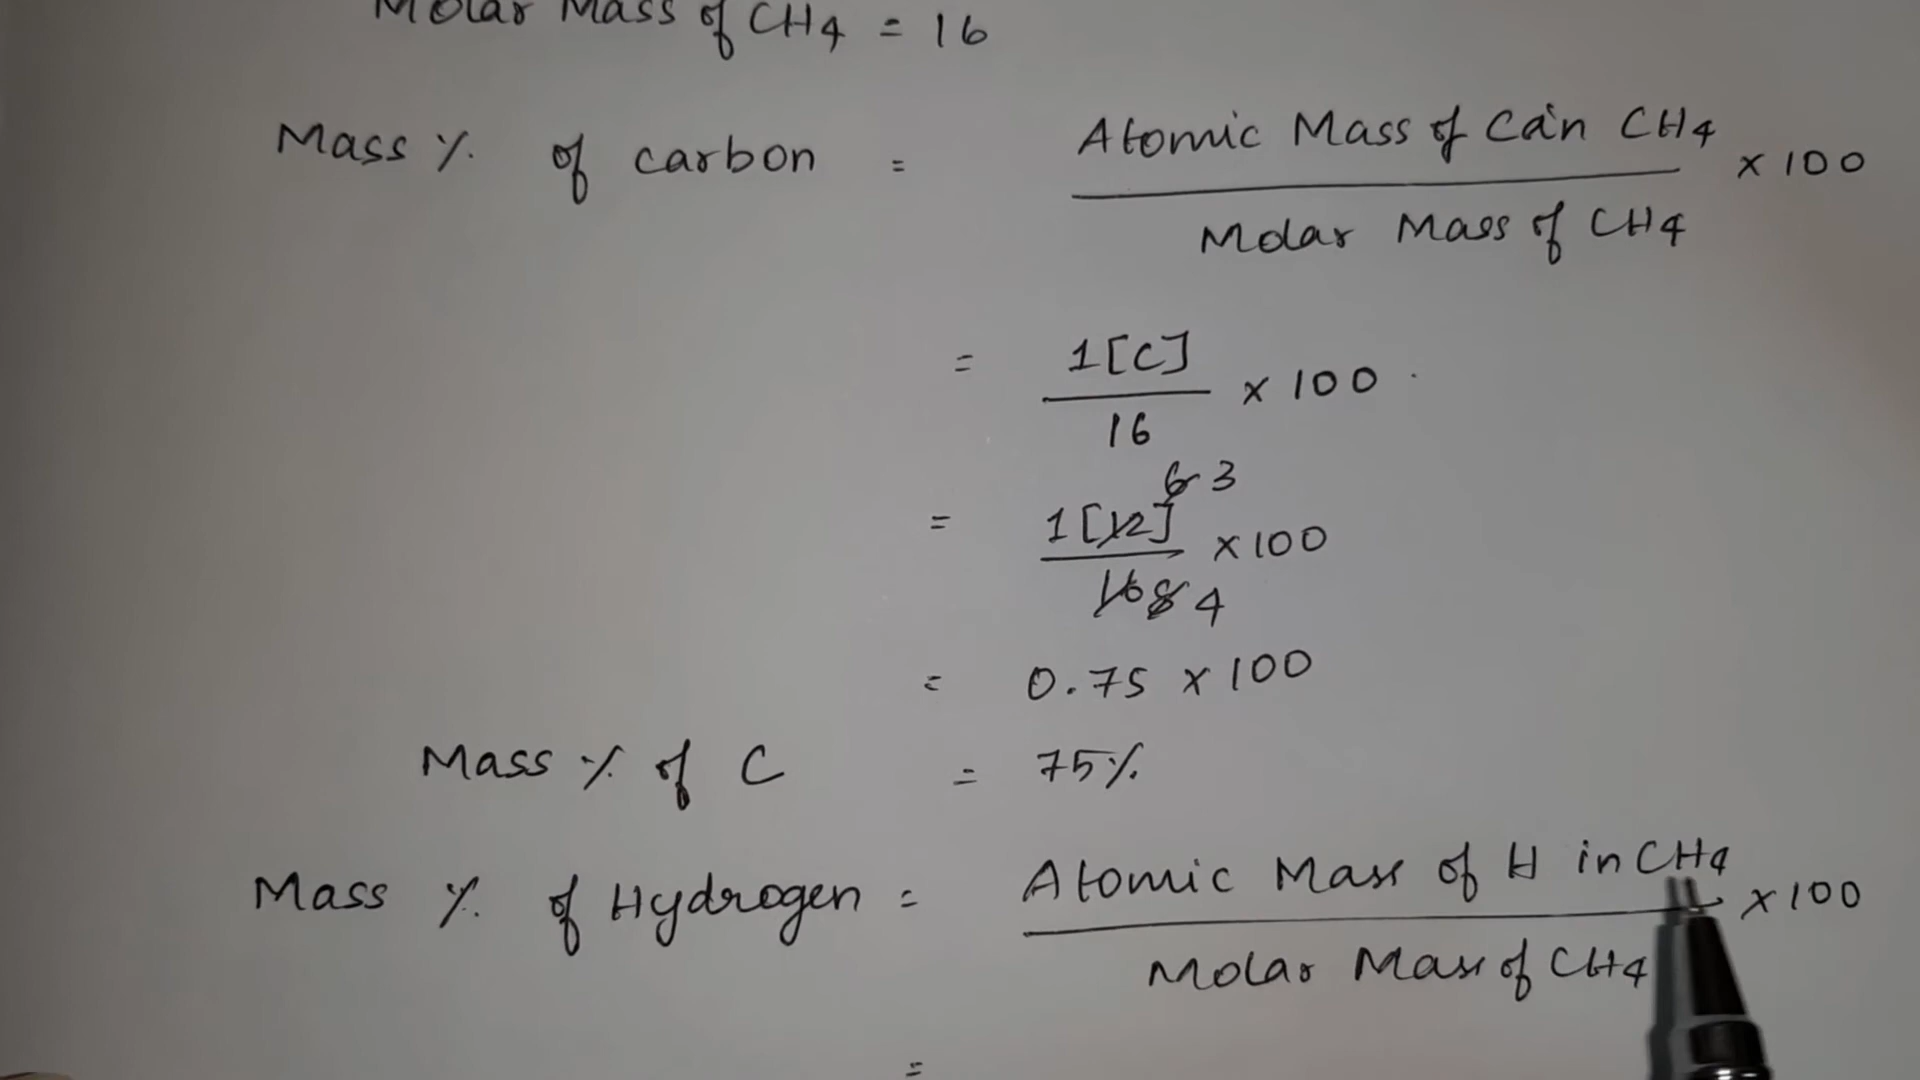 Molar Mass of CH4 = 16
Mass % of carbon = Atomic Mass of C in CH4 / Molar Mass of CH4 x 100
= 1[C] / 16 x 100
= 1[12] 6 3 / 16 8 4 x 100
= 0.75 x 100
Mass % of C = 75%
Mass % of Hydrogen = Atomic Mass of H in CH4 / Molar Mass of CH4 x 100
=